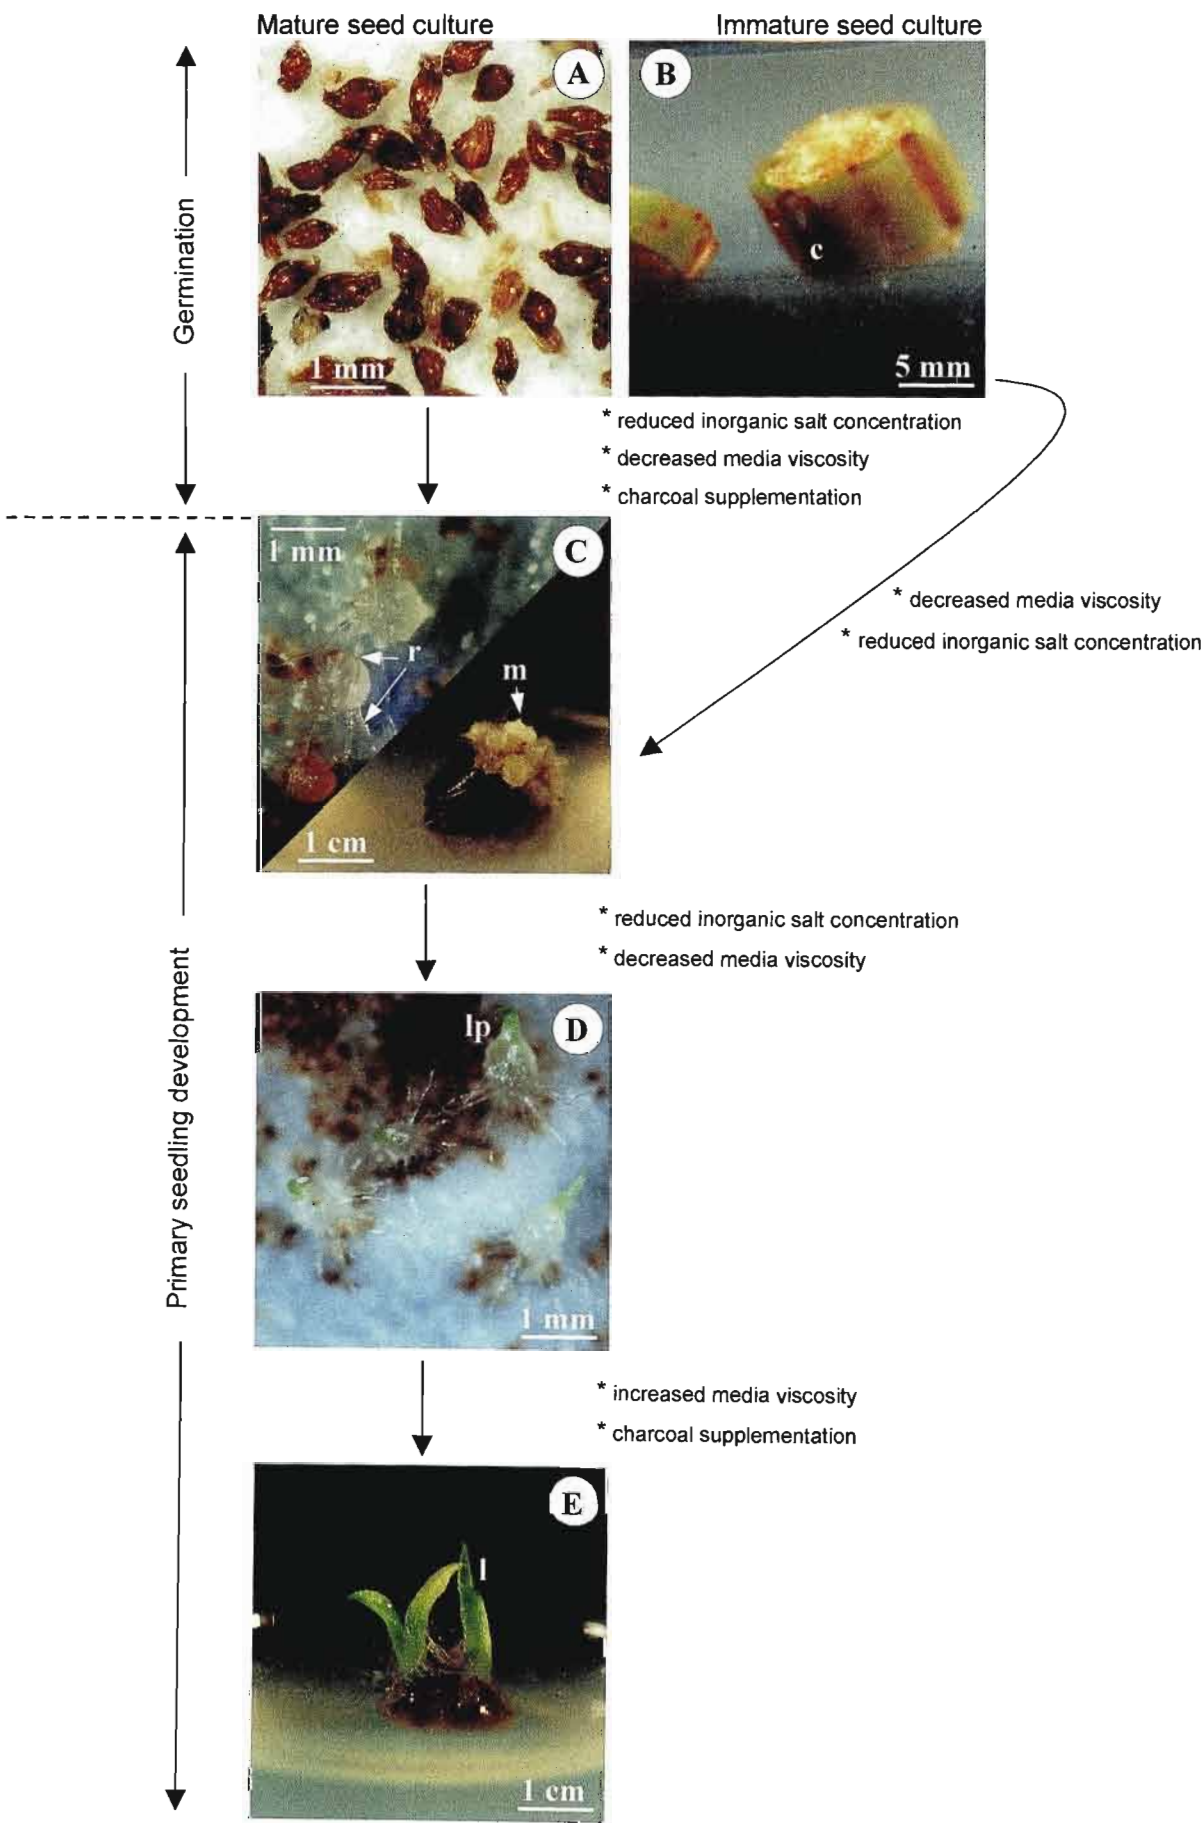 Mature seed culture
Immature seed culture
Germination
A
1 mm
B
c
5 mm
* reduced inorganic salt concentration
* decreased media viscosity
* charcoal supplementation
* decreased media viscosity
* reduced inorganic salt concentration
Primary seedling development
1 mm
C
r
m
1 cm
* reduced inorganic salt concentration
* decreased media viscosity
lp
D
1 mm
* increased media viscosity
* charcoal supplementation
E
l
1 cm